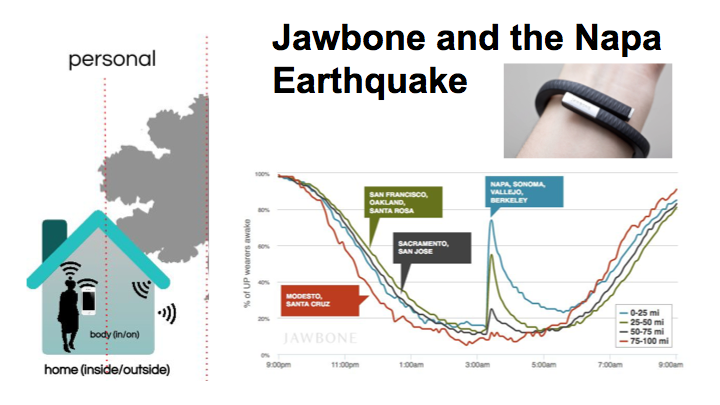 personal
body (in/on)
home (inside/outside)
Jawbone and the Napa
Earthquake
% of UP wearers awake
100%
80%
60%
40%
20%
0%
SAN FRANCISCO,
OAKLAND,
SANTA ROSA
NAPA, SONOMA,
VALLEJO,
BERKELEY
SACRAMENTO,
SAN JOSE
MODESTO,
SANTA CRUZ
JAWBONE
0-25 mi
25-50 mi
50-75 mi
75-100 mi
9:00pm
11:00pm
1:00am
3:00am
5:00am
7:00am
9:00am